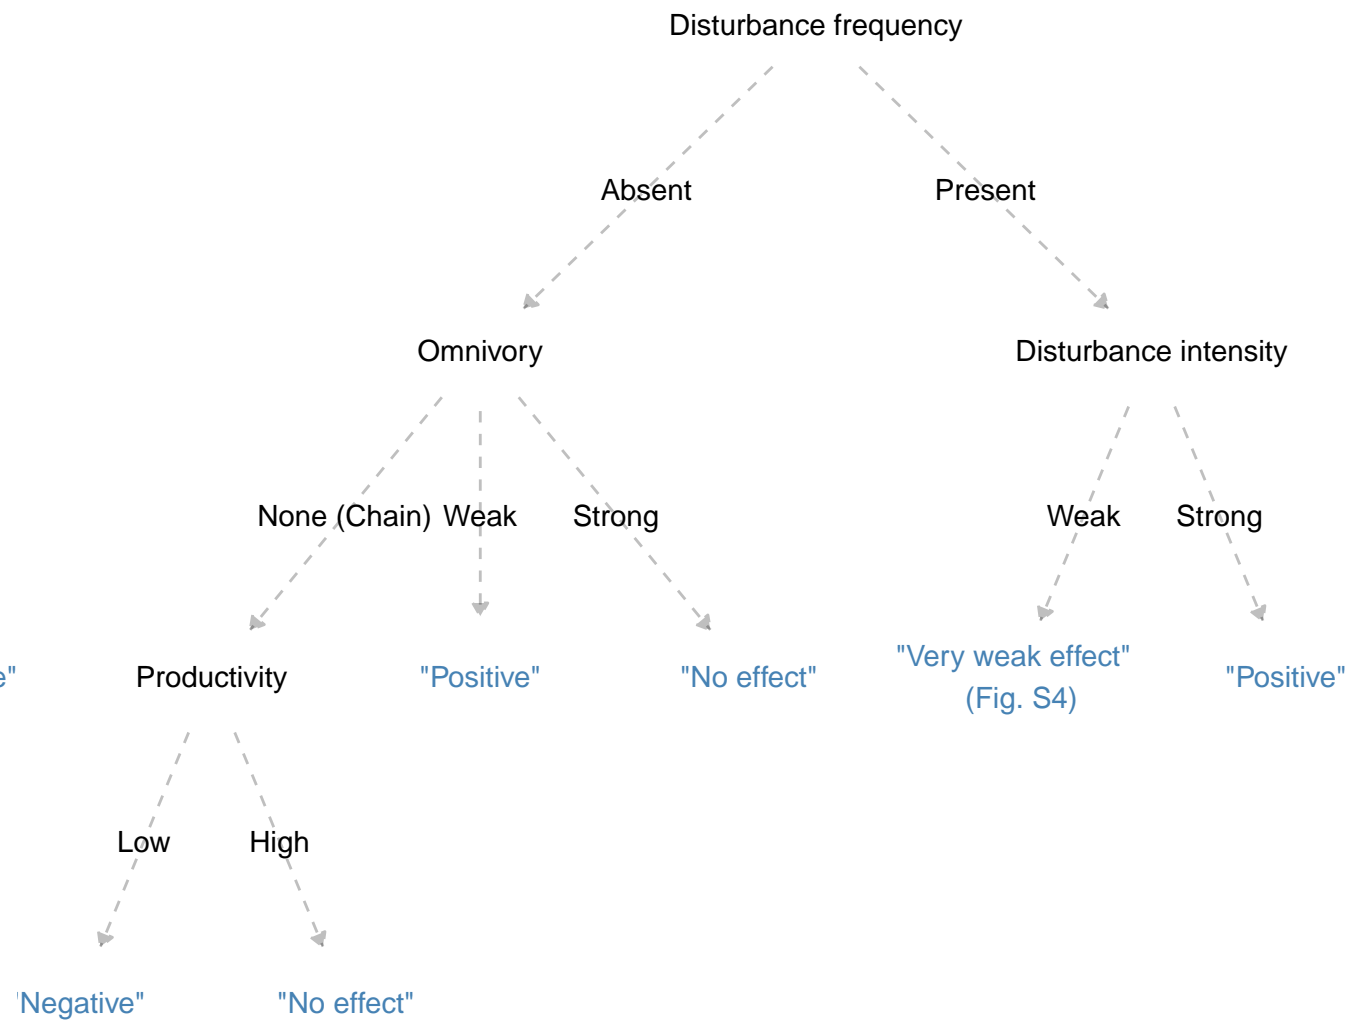 Disturbance frequency
Absent
Present
Omnivory
Disturbance intensity
None (Chain)
Weak
Strong
Weak
Strong
e"
Productivity
"Positive"
"No effect"
"Very weak effect"
(Fig. S4)
"Positive"
Low
High
"Negative"
"No effect"